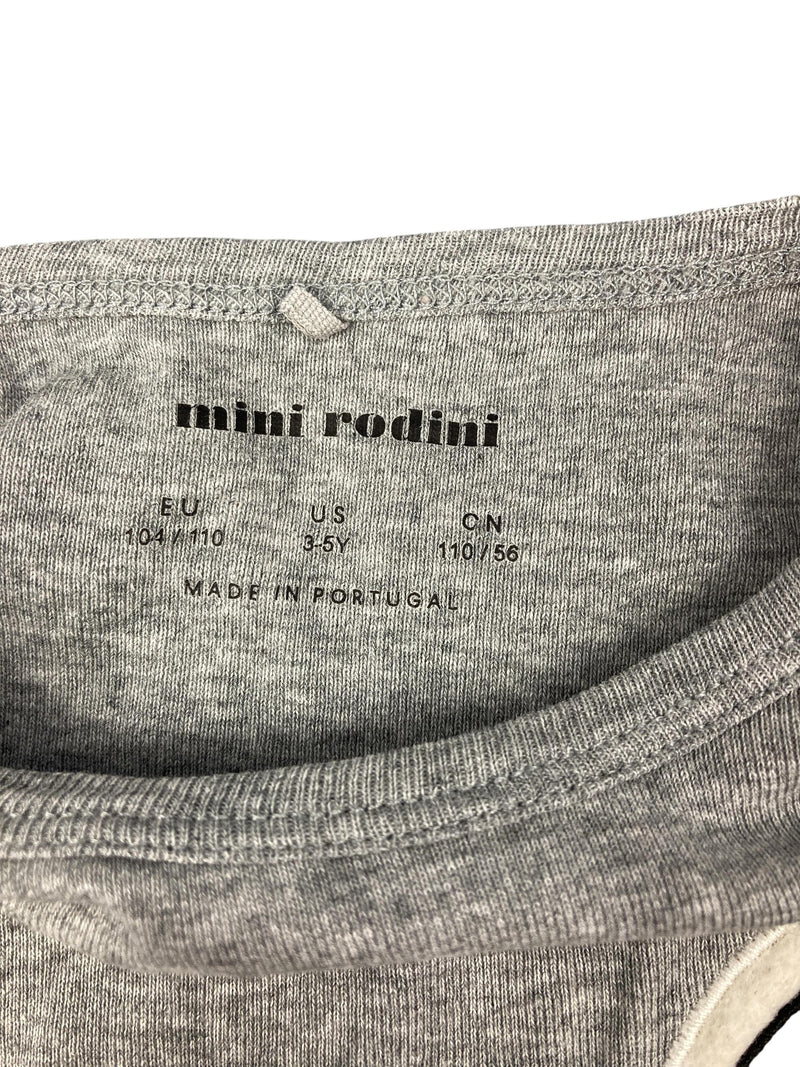 mini rodini
EU US CN
104 / 110 3-5Y 110 / 56
MADE IN PORTUGAL